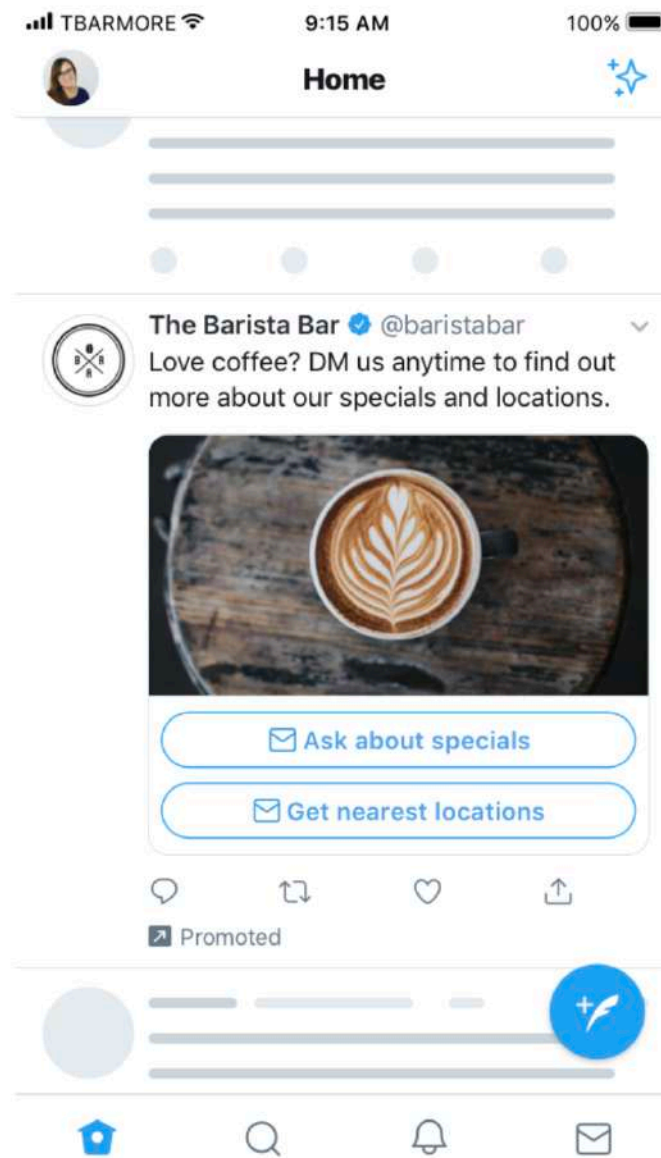 TBARMORE 9:15 AM 100%
Home
The Barista Bar @baristabar
Love coffee? DM us anytime to find out
more about our specials and locations.
B A R
Ask about specials
Get nearest locations
Promoted